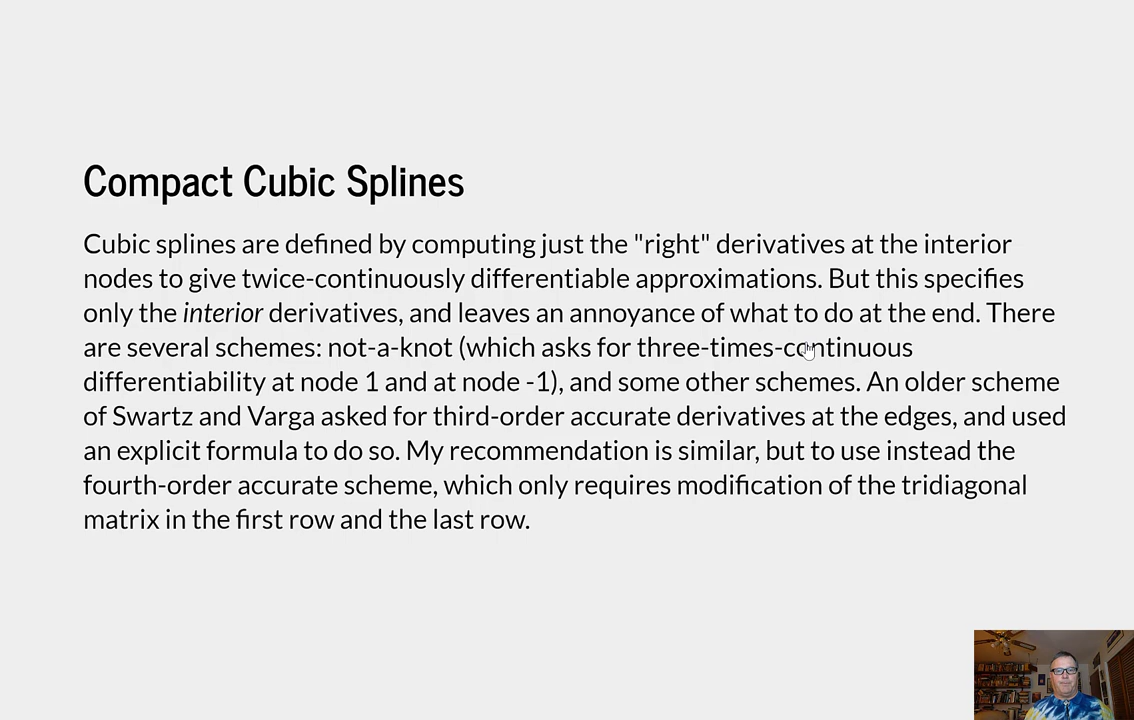 Compact Cubic Splines
Cubic splines are defined by computing just the "right" derivatives at the interior
nodes to give twice-continuously differentiable approximations. But this specifies
only the interior derivatives, and leaves an annoyance of what to do at the end. There
are several schemes: not-a-knot (which asks for three-times-continuous
differentiability at node 1 and at node -1), and some other schemes. An older scheme
of Swartz and Varga asked for third-order accurate derivatives at the edges, and used
an explicit formula to do so. My recommendation is similar, but to use instead the
fourth-order accurate scheme, which only requires modification of the tridiagonal
matrix in the first row and the last row.